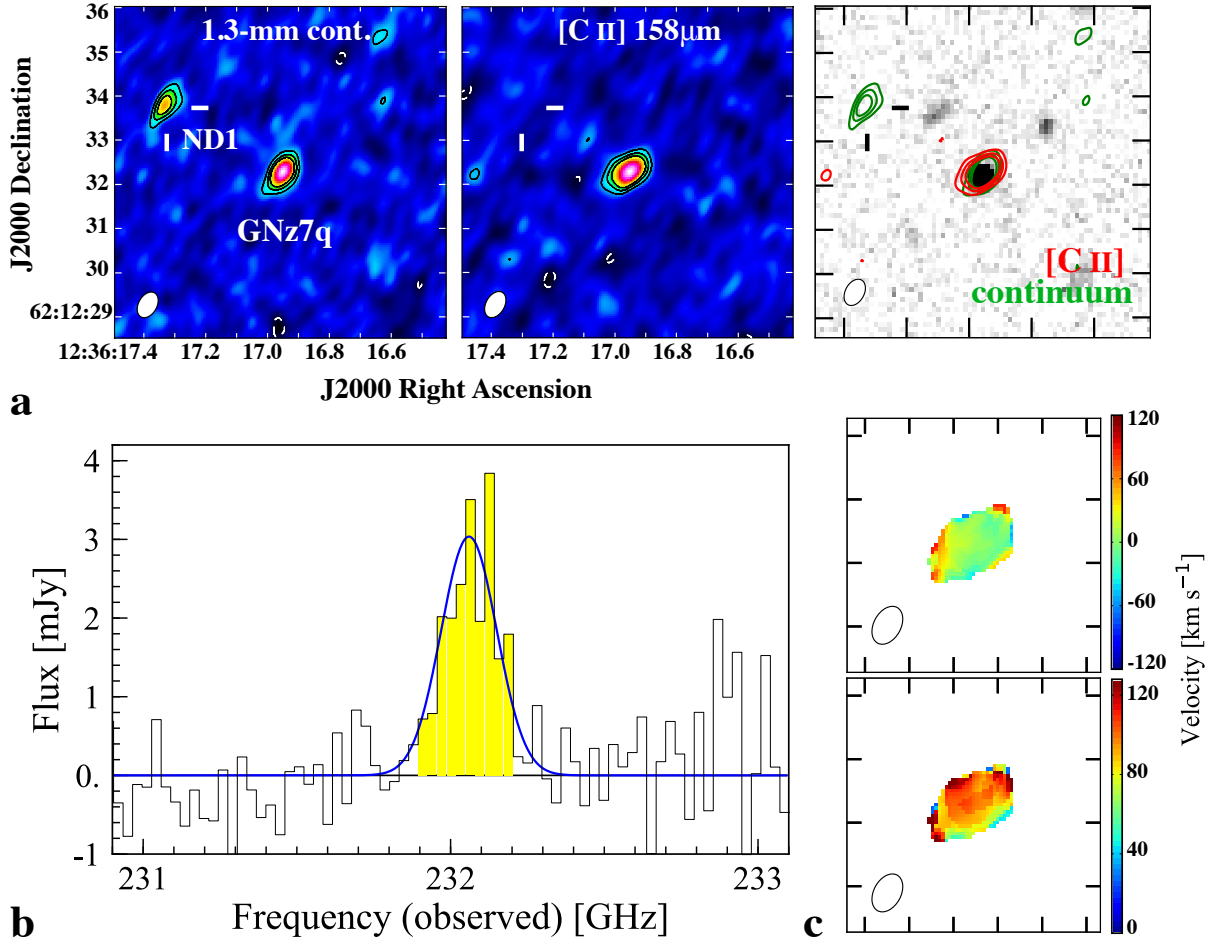 1.3-mm cont.
[C II] 158μm
ND1
GNz7q
[C II]
continuum
J2000 Declination
36
35
34
33
32
31
30
62:12:29
12:36:17.4 17.2 17.0 16.8 16.6
17.4 17.2 17.0 16.8 16.6
J2000 Right Ascension
a
Flux [mJy]
4
3
2
1
0
-1
231 232 233
Frequency (observed) [GHz]
b
120
60
0
-60
-120
120
80
40
0
Velocity [km s⁻¹]
c